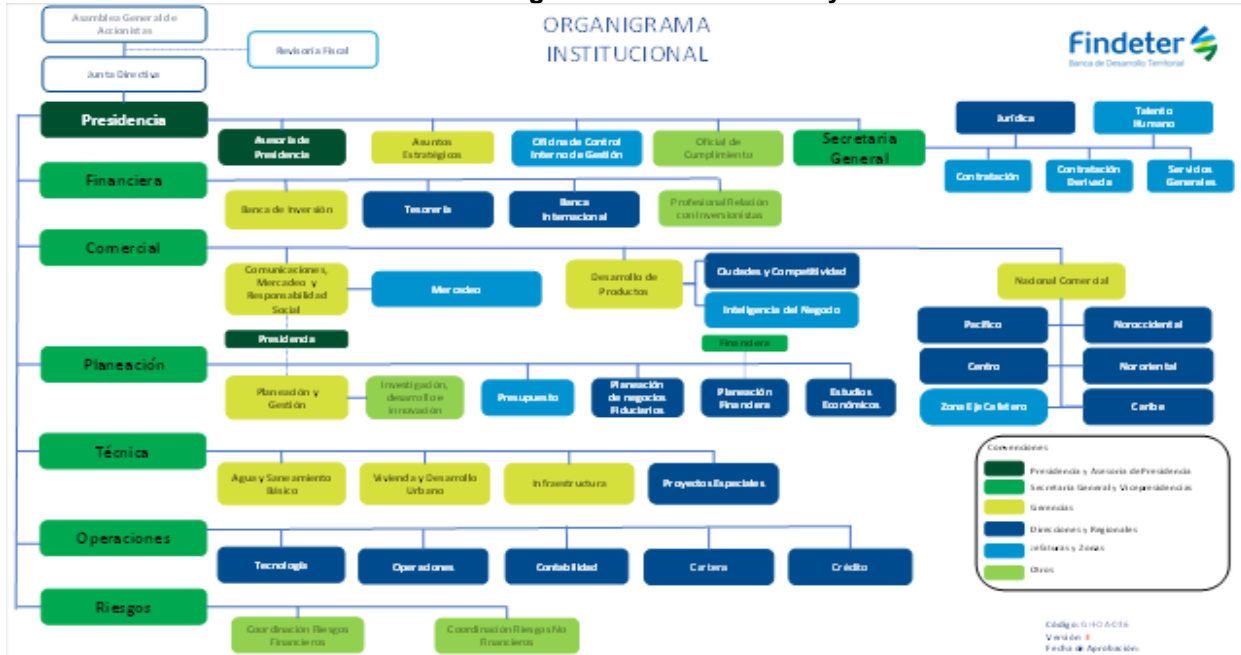 ORGANIGRAMA
INSTITUCIONAL
Findeter
Banca de Desarrollo Territorial
Asamblea General de
Accionistas
Revisoría Fiscal
Junta Directiva
Presidencia
Asesoría de
Presidencia
Asuntos
Estratégicos
Oficina de Control
Interno de Gestión
Oficial de
Cumplimiento
Secretaria
General
Jurídica
Talento
Humano
Contratación
Contratación
Derivada
Servicios
Generales
Financiera
Banca de Inversión
Tesorería
Banca
Internacional
Profesional Relación
con Inversionistas
Comercial
Comunicaciones,
Mercadeo y
Responsabilidad
Social
Mercadeo
Desarrollo de
Productos
Ciudades y Competitividad
Inteligencia del Negocio
Nacional Comercial
Pacífico
Noroccidental
Centro
Nororiental
Zona Eje Cafetero
Caribe
Presidencia
Financiera
Planeación
Planeación y
Gestión
Investigación,
desarrollo e
innovación
Presupuesto
Planeación
de negocios
Fiduciarios
Planeación
Financiera
Estudios
Económicos
Técnica
Agua y Saneamiento
Básico
Vivienda y Desarrollo
Urbano
Infraestructura
Proyectos Especiales
Operaciones
Tecnología
Operaciones
Contabilidad
Cartera
Crédito
Riesgos
Coordinación Riesgos
Financieros
Coordinación Riesgos No
Financieros
Convenciones
Presidencia y Asesoría de Presidencia
Secretaría General y Vicepresidencias
Gerencias
Direcciones y Regionales
Jefaturas y Zonas
Otros
Código:
Versión:
Fecha de Aprobación: